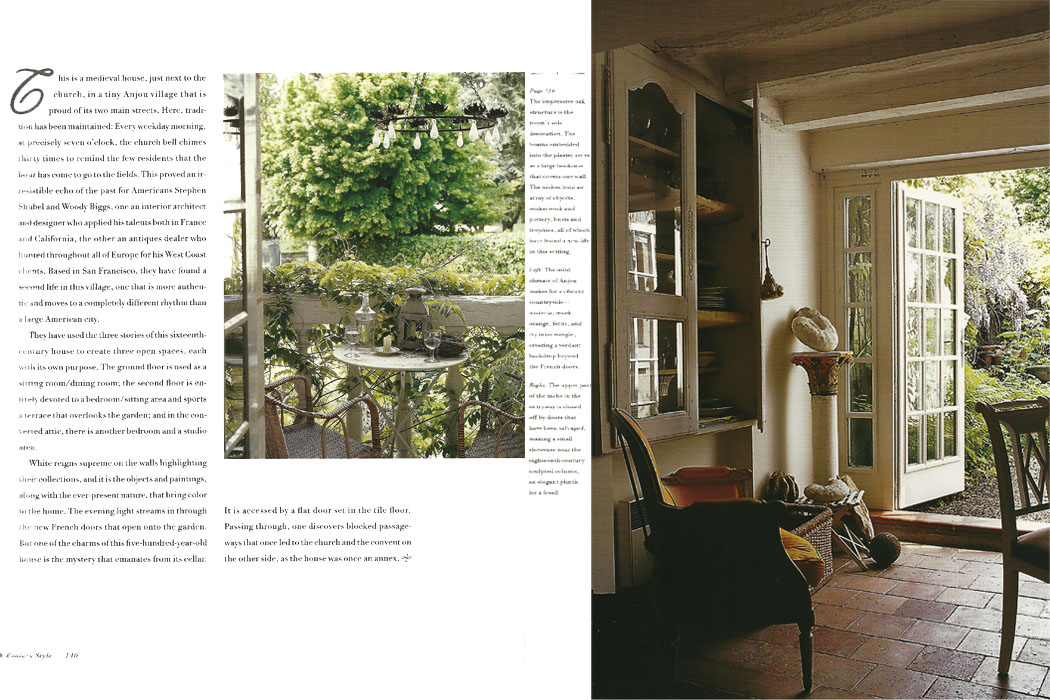 This is a medieval house, just next to the
church, in a tiny Anjou village that is
proud of its two main streets. Here, tradi-
tion has been maintained: Every weekday morning,
at precisely seven o'clock, the church bell chimes
thirty times to remind the few residents that the
hour has come to go to the fields. This proved an ir-
resistible echo of the past for Americans Stephen
Shubel and Woody Biggs, one an interior architect
and designer who applied his talents both in France
and California, the other an antiques dealer who
hunted throughout all of Europe for his West Coast
clients. Based in San Francisco, they have found a
second life in this village, one that is more authen-
tic and moves to a completely different rhythm than
a large American city.
They have used the three stories of this sixteenth-
century house to create three open spaces, each
with its own purpose. The ground floor is used as a
sitting room/dining room; the second floor is en-
tirely devoted to a bedroom/sitting area and sports
a terrace that overlooks the garden; and in the con-
verted attic, there is another bedroom and a studio
area.
White reigns supreme on the walls highlighting
their collections, and it is the objects and paintings,
along with the ever-present nature, that bring color
to the home. The evening light streams in through
the new French doors that open onto the garden.
But one of the charms of this five-hundred-year-old
house is the mystery that emanates from its cellar.
It is accessed by a flat door set in the tile floor.
Passing through, one discovers blocked passage-
ways that once led to the church and the convent on
the other side, as the house was once an annex.
Page
The impressive oak
structure is the
room's sole
decoration. The
beams embedded
into the plaster serve
as a large bookcase
that covers one wall.
The niches hold an
array of objects,
wicker work and
pottery, busts and
trophies, all of which
have found a new life
in this setting.
Left: The mild
climate of Anjou
makes for a vibrant
countryside—
wisteria, mock
orange, ferns, and
ivy intermingle,
creating a verdant
backdrop beyond
the French doors.
Right: The upper part
of the niche in the
entryway is closed
off by doors that
have been salvaged,
making a small
showcase near the
eighteenth-century
sculpted column,
an elegant plinth
for a fossil.
Country Style 140